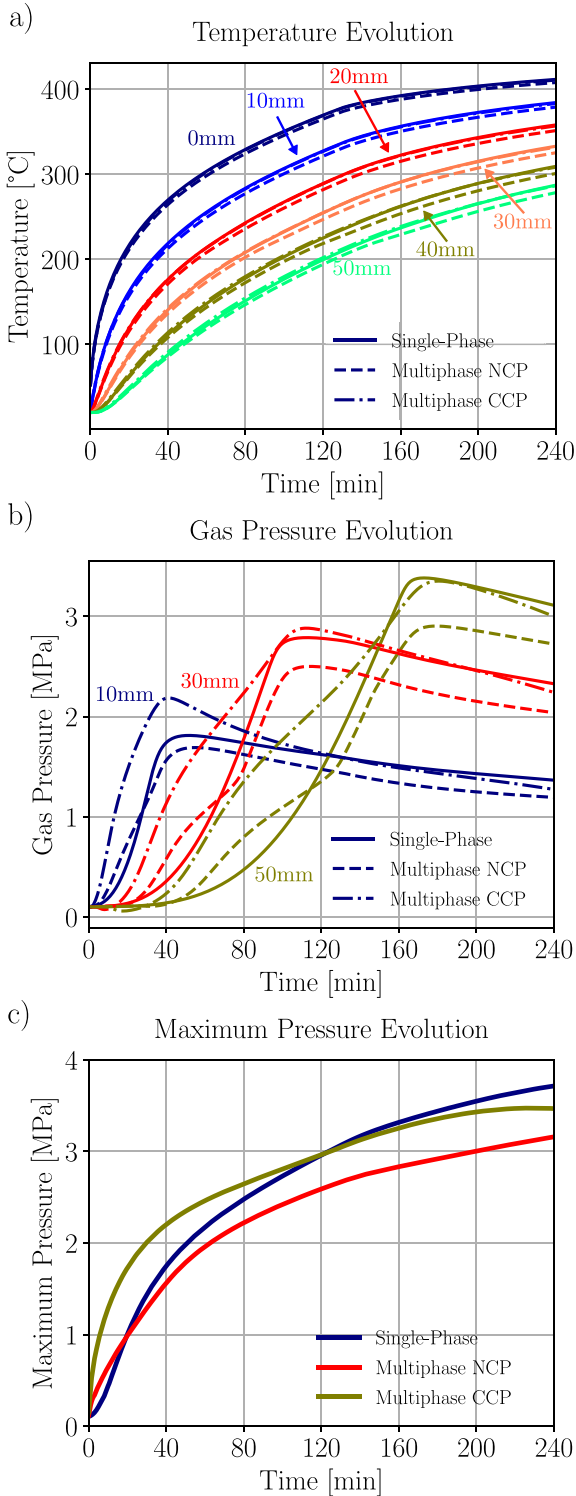 a)
Temperature Evolution
Temperature [°C]
400
300
200
100
0mm
10mm
20mm
30mm
40mm
50mm
Single-Phase
Multiphase NCP
Multiphase CCP
0 40 80 120 160 200 240
Time [min]
b)
Gas Pressure Evolution
Gas Pressure [MPa]
3
2
1
0
10mm
30mm
50mm
Single-Phase
Multiphase NCP
Multiphase CCP
0 40 80 120 160 200 240
Time [min]
c)
Maximum Pressure Evolution
Maximum Pressure [MPa]
4
3
2
1
0
Single-Phase
Multiphase NCP
Multiphase CCP
0 40 80 120 160 200 240
Time [min]